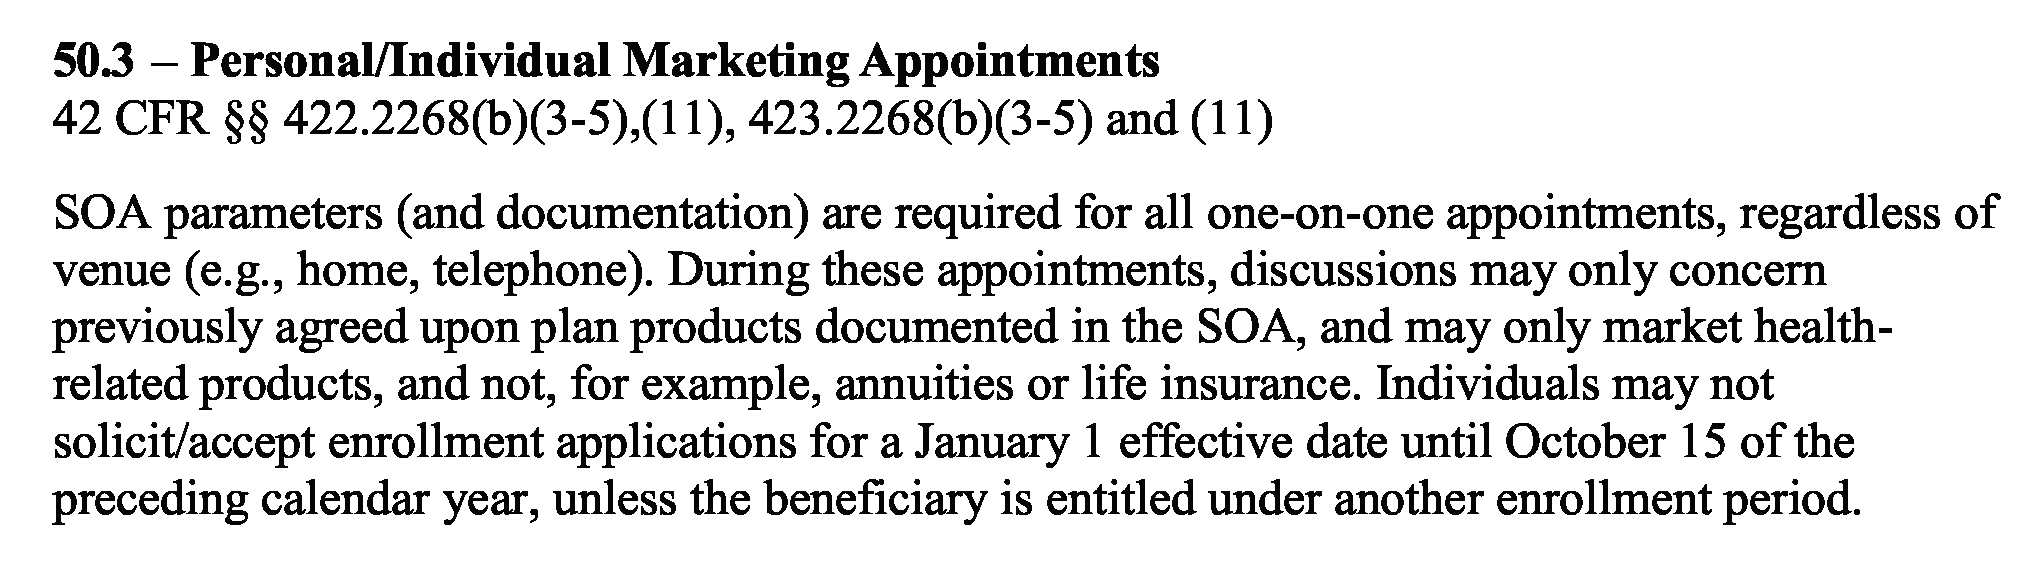 50.3 – Personal/Individual Marketing Appointments
42 CFR §§ 422.2268(b)(3-5),(11), 423.2268(b)(3-5) and (11)
SOA parameters (and documentation) are required for all one-on-one appointments, regardless of
venue (e.g., home, telephone). During these appointments, discussions may only concern
previously agreed upon plan products documented in the SOA, and may only market health-
related products, and not, for example, annuities or life insurance. Individuals may not
solicit/accept enrollment applications for a January 1 effective date until October 15 of the
preceding calendar year, unless the beneficiary is entitled under another enrollment period.